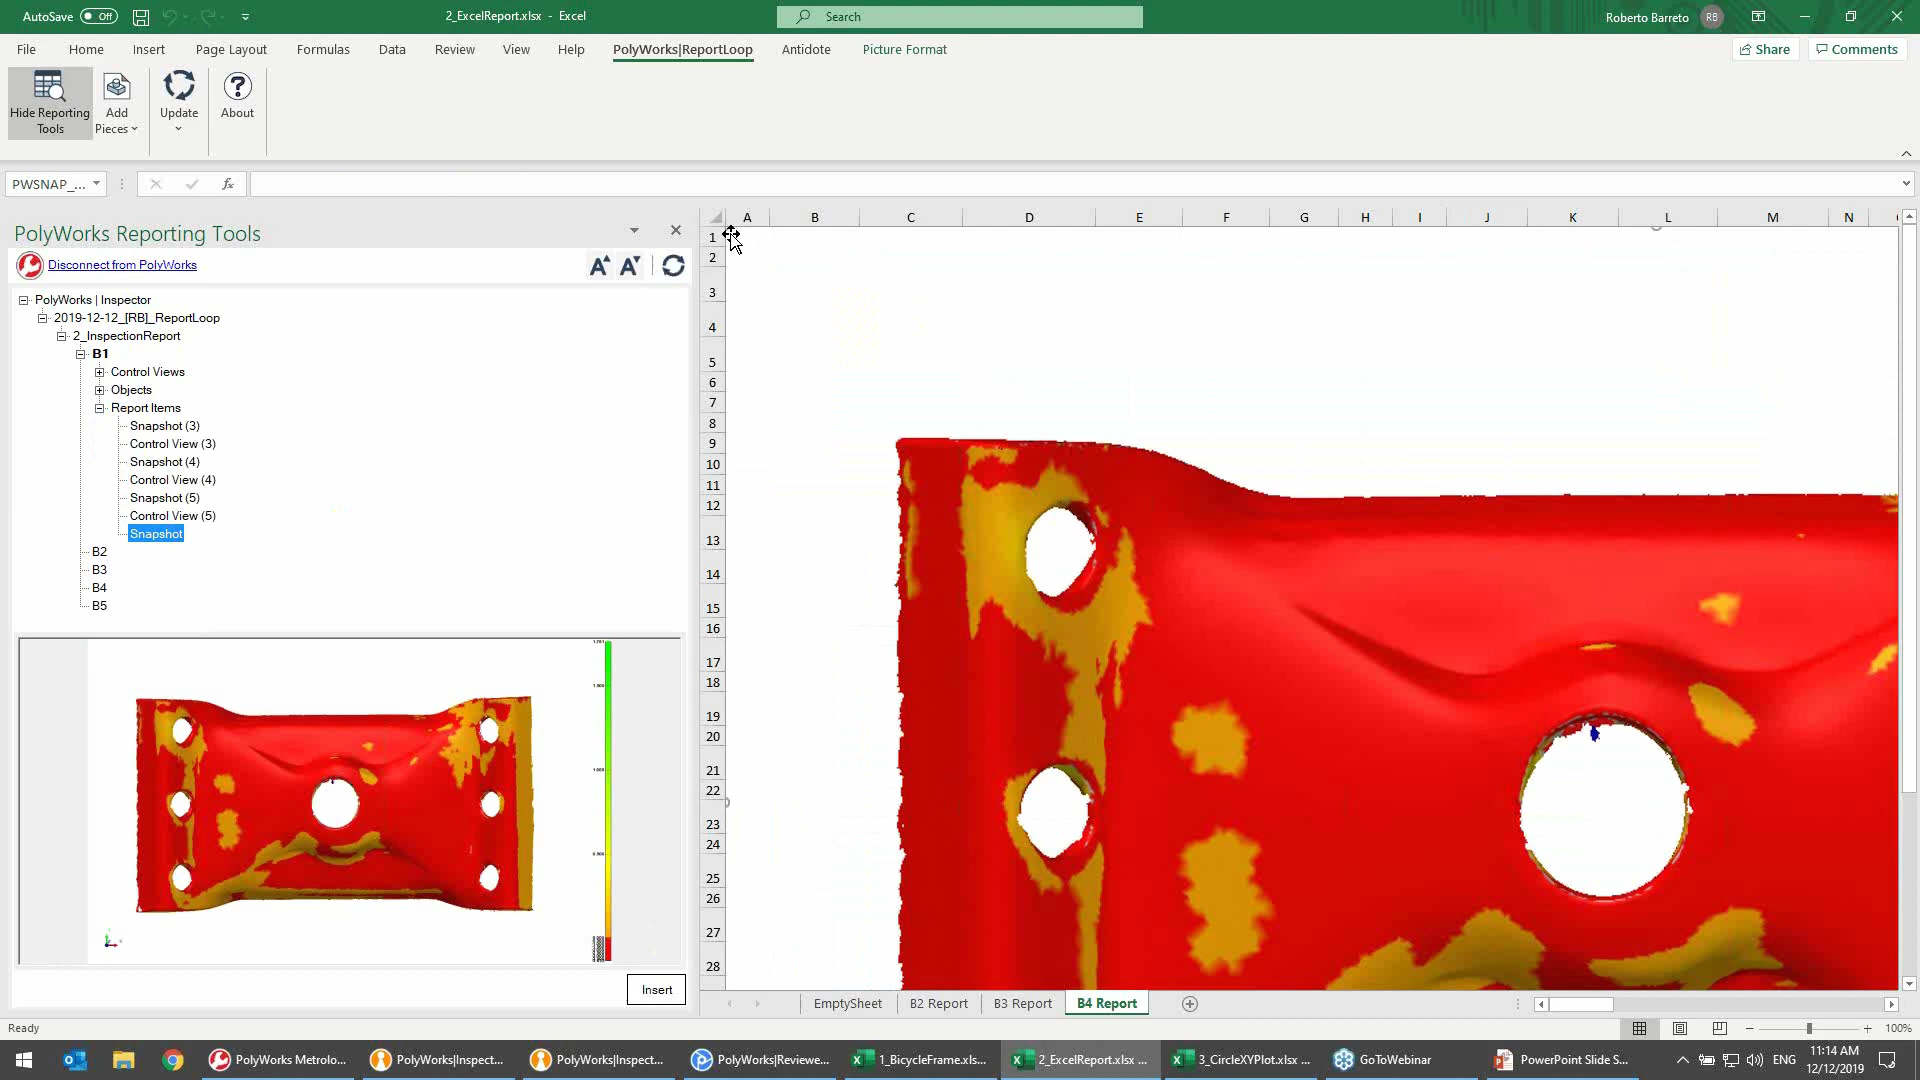 AutoSave Off 2_ExcelReport.xlsx - Excel Search Roberto Barreto RB
File Home Insert Page Layout Formulas Data Review View Help PolyWorks|ReportLoop Antidote Picture Format Share Comments
Hide Reporting Tools
Add Pieces
Update
About
PWSNAP_... fx
PolyWorks Reporting Tools
Disconnect from PolyWorks
PolyWorks | Inspector
2019-12-12_[RB]_ReportLoop
2_InspectionReport
B1
Control Views
Objects
Report Items
Snapshot (3)
Control View (3)
Snapshot (4)
Control View (4)
Snapshot (5)
Control View (5)
Snapshot
B2
B3
B4
B5
Insert
A B C D E F G H I J K L M N
1
2
3
4
5
6
7
8
9
10
11
12
13
14
15
16
17
18
19
20
21
22
23
24
25
26
27
28
EmptySheet B2 Report B3 Report B4 Report
Ready 100%
PolyWorks Metrolo... PolyWorks|Inspect... PolyWorks|Inspect... PolyWorks|Reviewe... 1_BicycleFrame.xls... 2_ExcelReport.xlsx ... 3_CircleXYPlot.xlsx ... GoToWebinar PowerPoint Slide S... ENG 11:14 AM
12/12/2019